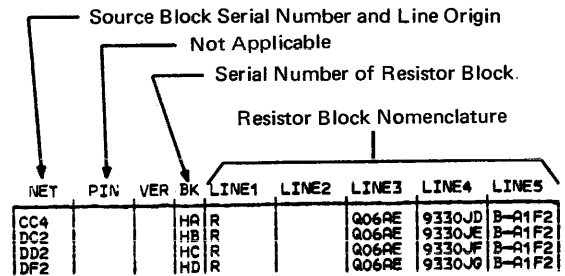 Source Block Serial Number and Line Origin
Not Applicable
Serial Number of Resistor Block.
Resistor Block Nomenclature
NET PIN VER BK LINE1 LINE2 LINE3 LINE4 LINE5
CC4 HA R Q06AE 9330JD B-A1F2
DC2 HB R Q06AE 9330JE B-A1F2
DD2 HC R Q06AE 9330JF B-A1F2
DF2 HD R Q06AE 9330JG B-A1F2